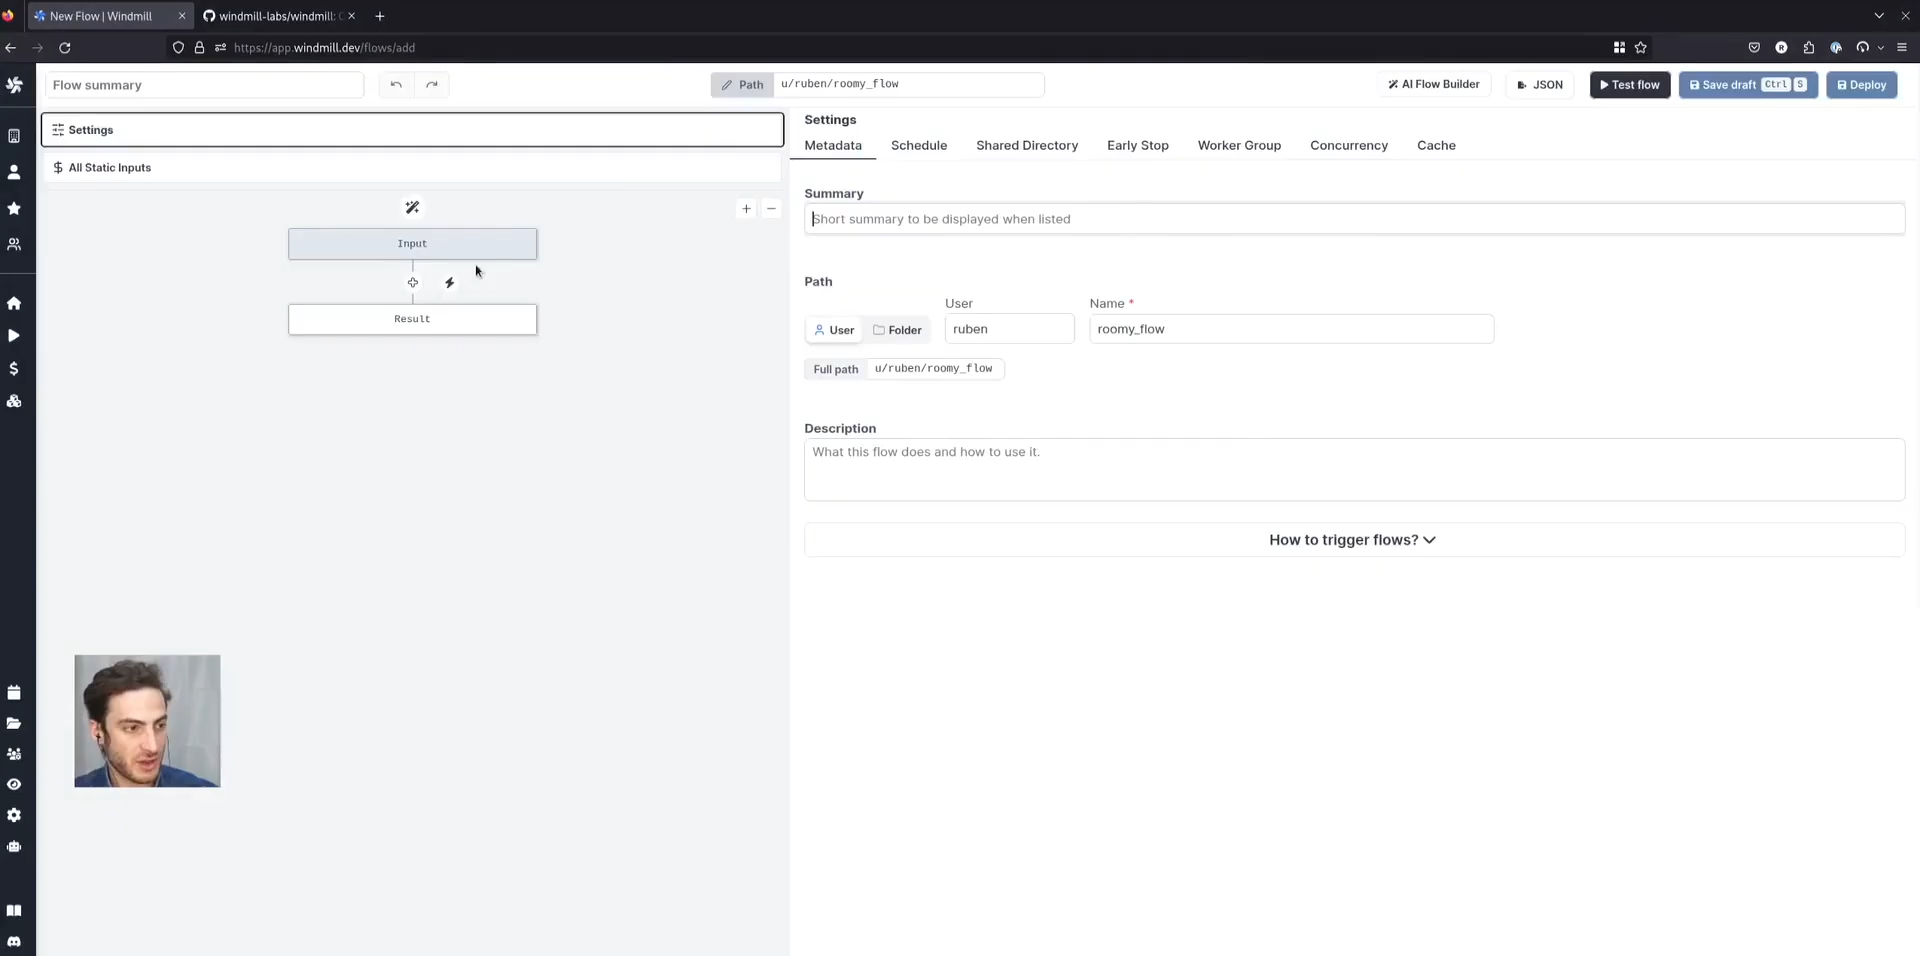 New Flow | Windmill
windmill-labs/windmill: C
https://app.windmill.dev/flows/add
Flow summary
Path
u/ruben/roomy_flow
AI Flow Builder
JSON
Test flow
Save draft Ctrl S
Deploy
Settings
All Static Inputs
Input
Result
Settings
Metadata
Schedule
Shared Directory
Early Stop
Worker Group
Concurrency
Cache
Summary
Short summary to be displayed when listed
Path
User
Name *
User
Folder
ruben
roomy_flow
Full path
u/ruben/roomy_flow
Description
What this flow does and how to use it.
How to trigger flows?